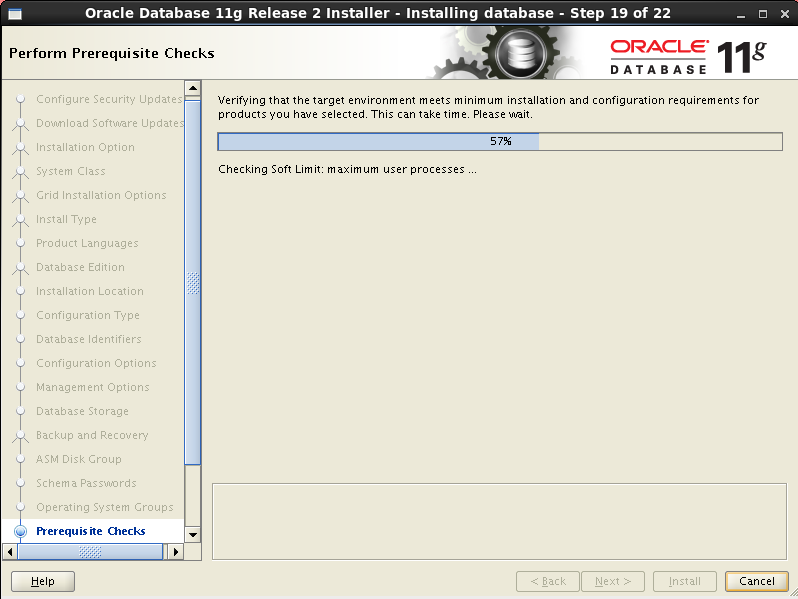 Oracle Database 11g Release 2 Installer - Installing database - Step 19 of 22
Perform Prerequisite Checks
ORACLE
DATABASE
11g
Configure Security Updates
Download Software Updates
Installation Option
System Class
Grid Installation Options
Install Type
Product Languages
Database Edition
Installation Location
Configuration Type
Database Identifiers
Configuration Options
Management Options
Database Storage
Backup and Recovery
ASM Disk Group
Schema Passwords
Operating System Groups
Prerequisite Checks
Verifying that the target environment meets minimum installation and configuration requirements for
products you have selected. This can take time. Please wait.
57%
Checking Soft Limit: maximum user processes ...
Help
< Back
Next >
Install
Cancel